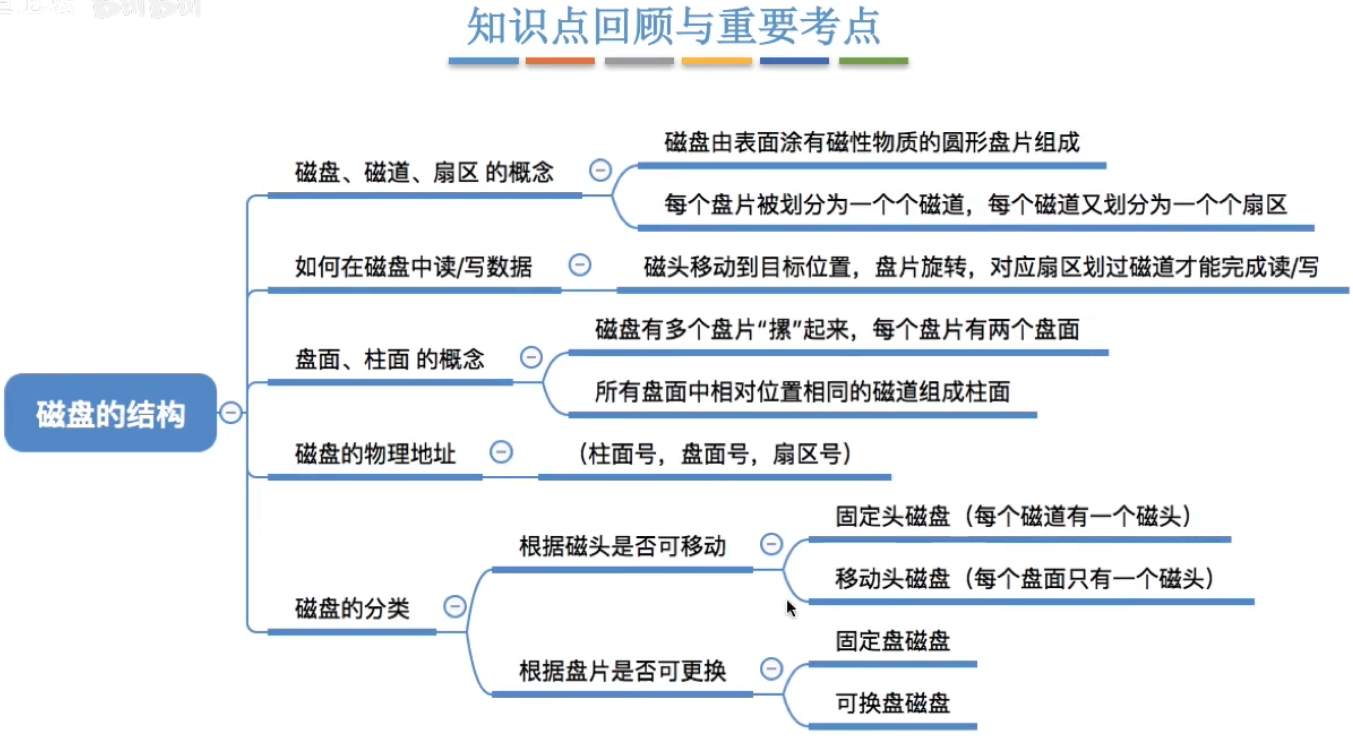 知识点回顾与重要考点
磁盘的结构
磁盘、磁道、扇区 的概念
磁盘由表面涂有磁性物质的圆形盘片组成
每个盘片被划分为一个个磁道，每个磁道又划分为一个个扇区
如何在磁盘中读/写数据
磁头移动到目标位置，盘片旋转，对应扇区划过磁道才能完成读/写
盘面、柱面 的概念
磁盘有多个盘片“摞”起来，每个盘片有两个盘面
所有盘面中相对位置相同的磁道组成柱面
磁盘的物理地址
（柱面号，盘面号，扇区号）
磁盘的分类
根据磁头是否可移动
固定头磁盘（每个磁道有一个磁头）
移动头磁盘（每个盘面只有一个磁头）
根据盘片是否可更换
固定盘磁盘
可换盘磁盘